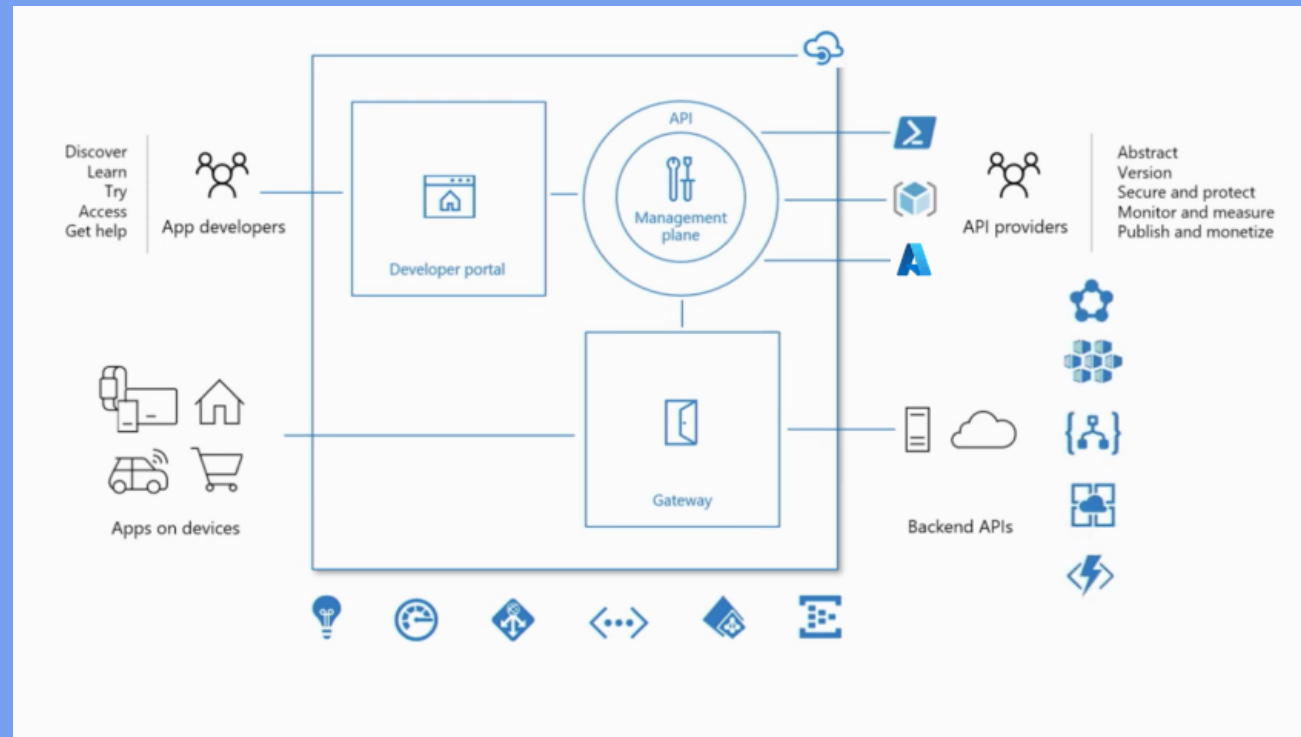 Discover
Learn
Try
Access
Get help
App developers
Developer portal
API
Management
plane
API providers
Abstract
Version
Secure and protect
Monitor and measure
Publish and monetize
Apps on devices
Gateway
Backend APIs